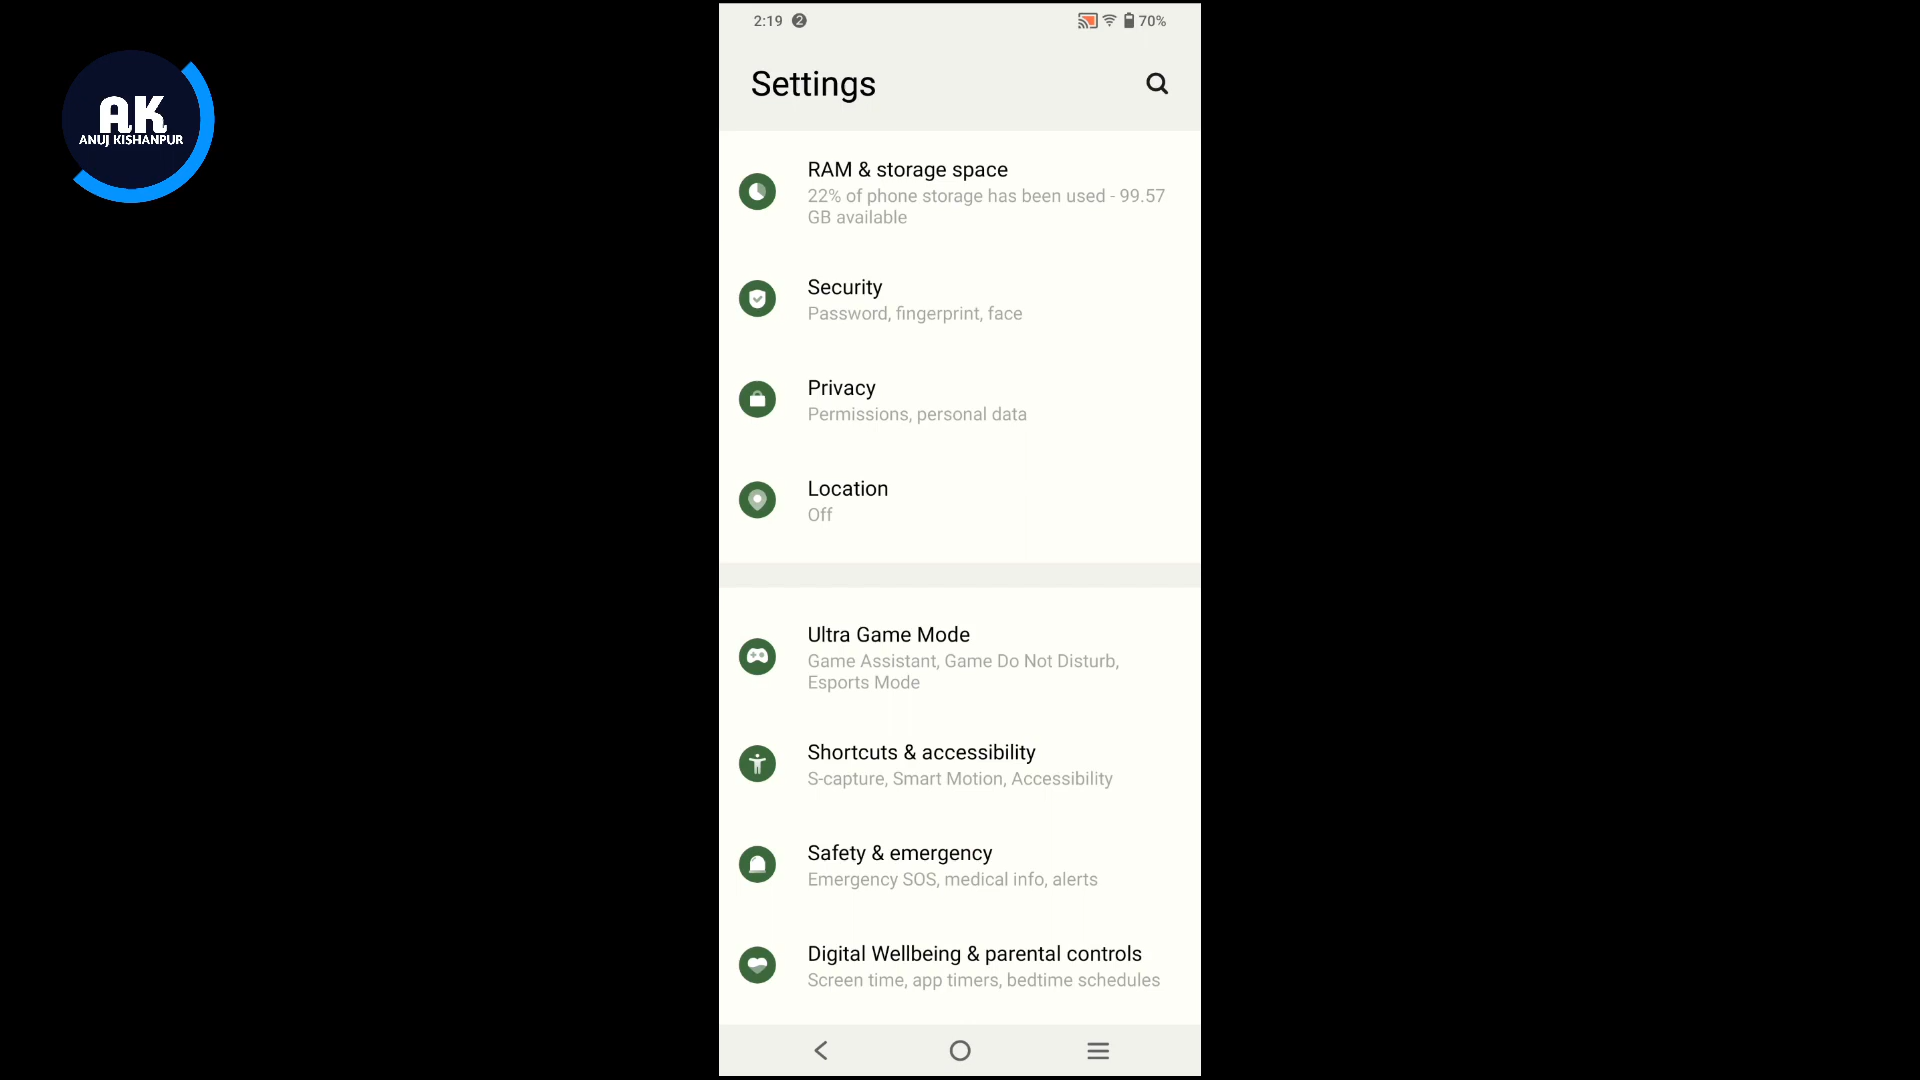 AK
ANUJ KISHANPUR
2:19 2 70%
Settings
RAM & storage space
22% of phone storage has been used - 99.57
GB available
Security
Password, fingerprint, face
Privacy
Permissions, personal data
Location
Off
Ultra Game Mode
Game Assistant, Game Do Not Disturb,
Esports Mode
Shortcuts & accessibility
S-capture, Smart Motion, Accessibility
Safety & emergency
Emergency SOS, medical info, alerts
Digital Wellbeing & parental controls
Screen time, app timers, bedtime schedules